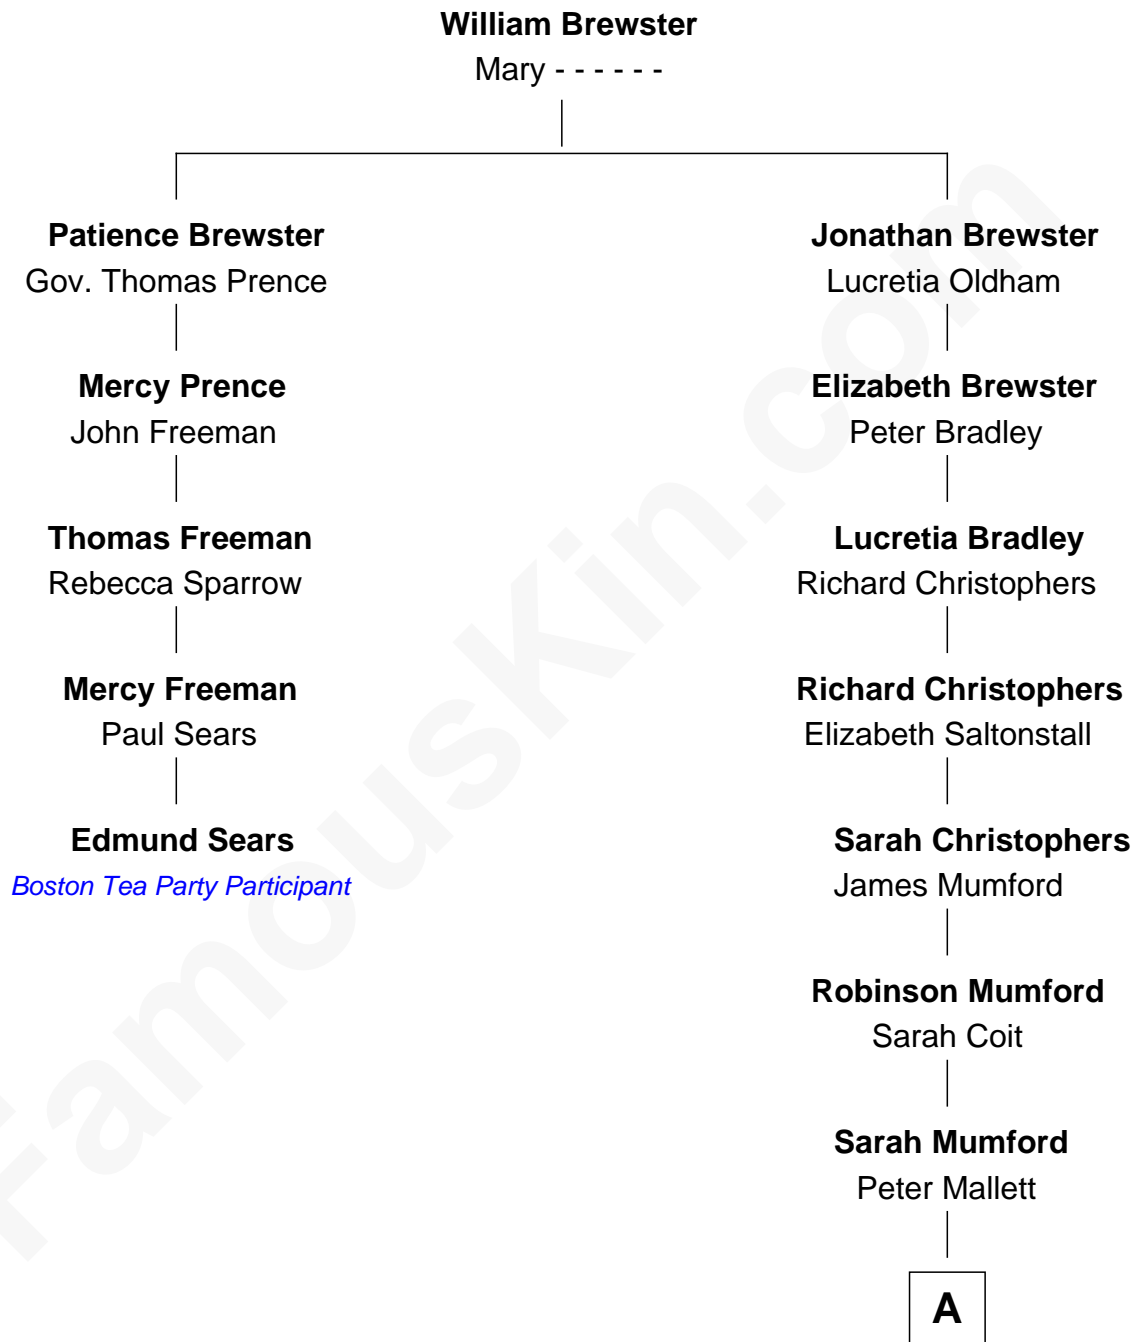 William Brewster
Mary - - - - - -
Patience Brewster
Gov. Thomas Prence
Jonathan Brewster
Lucretia Oldham
Mercy Prence
John Freeman
Elizabeth Brewster
Peter Bradley
Thomas Freeman
Rebecca Sparrow
Lucretia Bradley
Richard Christophers
Mercy Freeman
Paul Sears
Richard Christophers
Elizabeth Saltonstall
Edmund Sears
Boston Tea Party Participant
Sarah Christophers
James Mumford
Robinson Mumford
Sarah Coit
Sarah Mumford
Peter Mallett
A
FamousKin.com